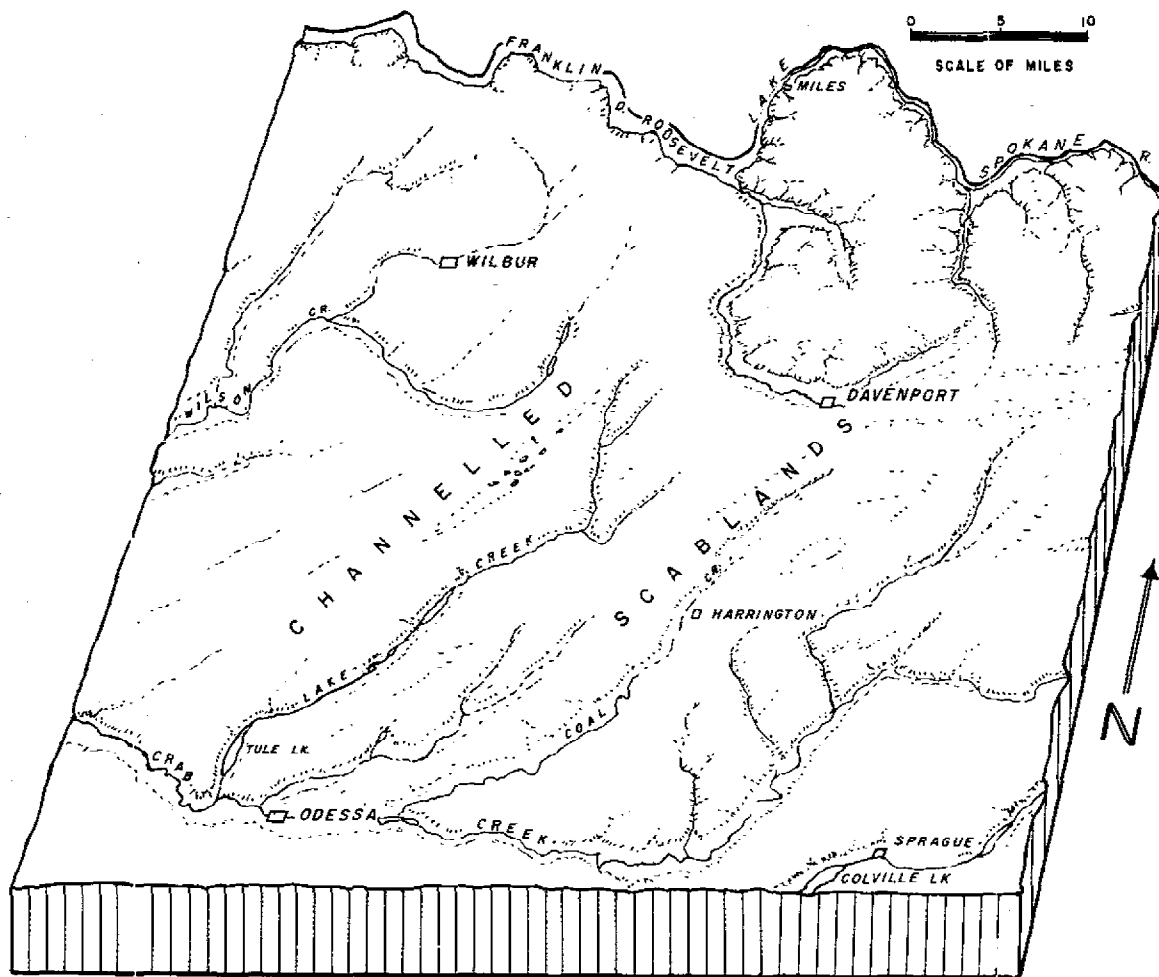 0 5 10
SCALE OF MILES
FRANKLIN D. ROOSEVELT LAKE
MILES
SPOKANE R.
WILBUR
WILSON CR.
DAVENPORT
CHANNELLED SCABLANDS
LAKE CREEK
HARRINGTON
COAL CR.
N
CRAB CREEK
TULE LK.
ODESSA
SPRAGUE
COLVILLE LK